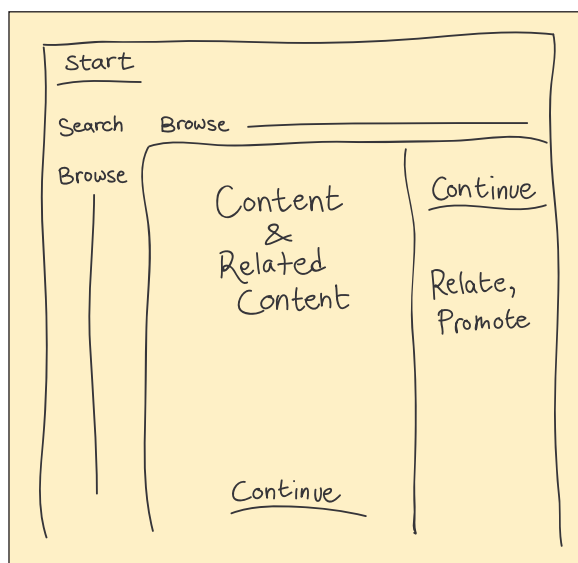 Start
Search Browse
Browse
Content
&
Related
Content
Continue
Continue
Relate,
Promote